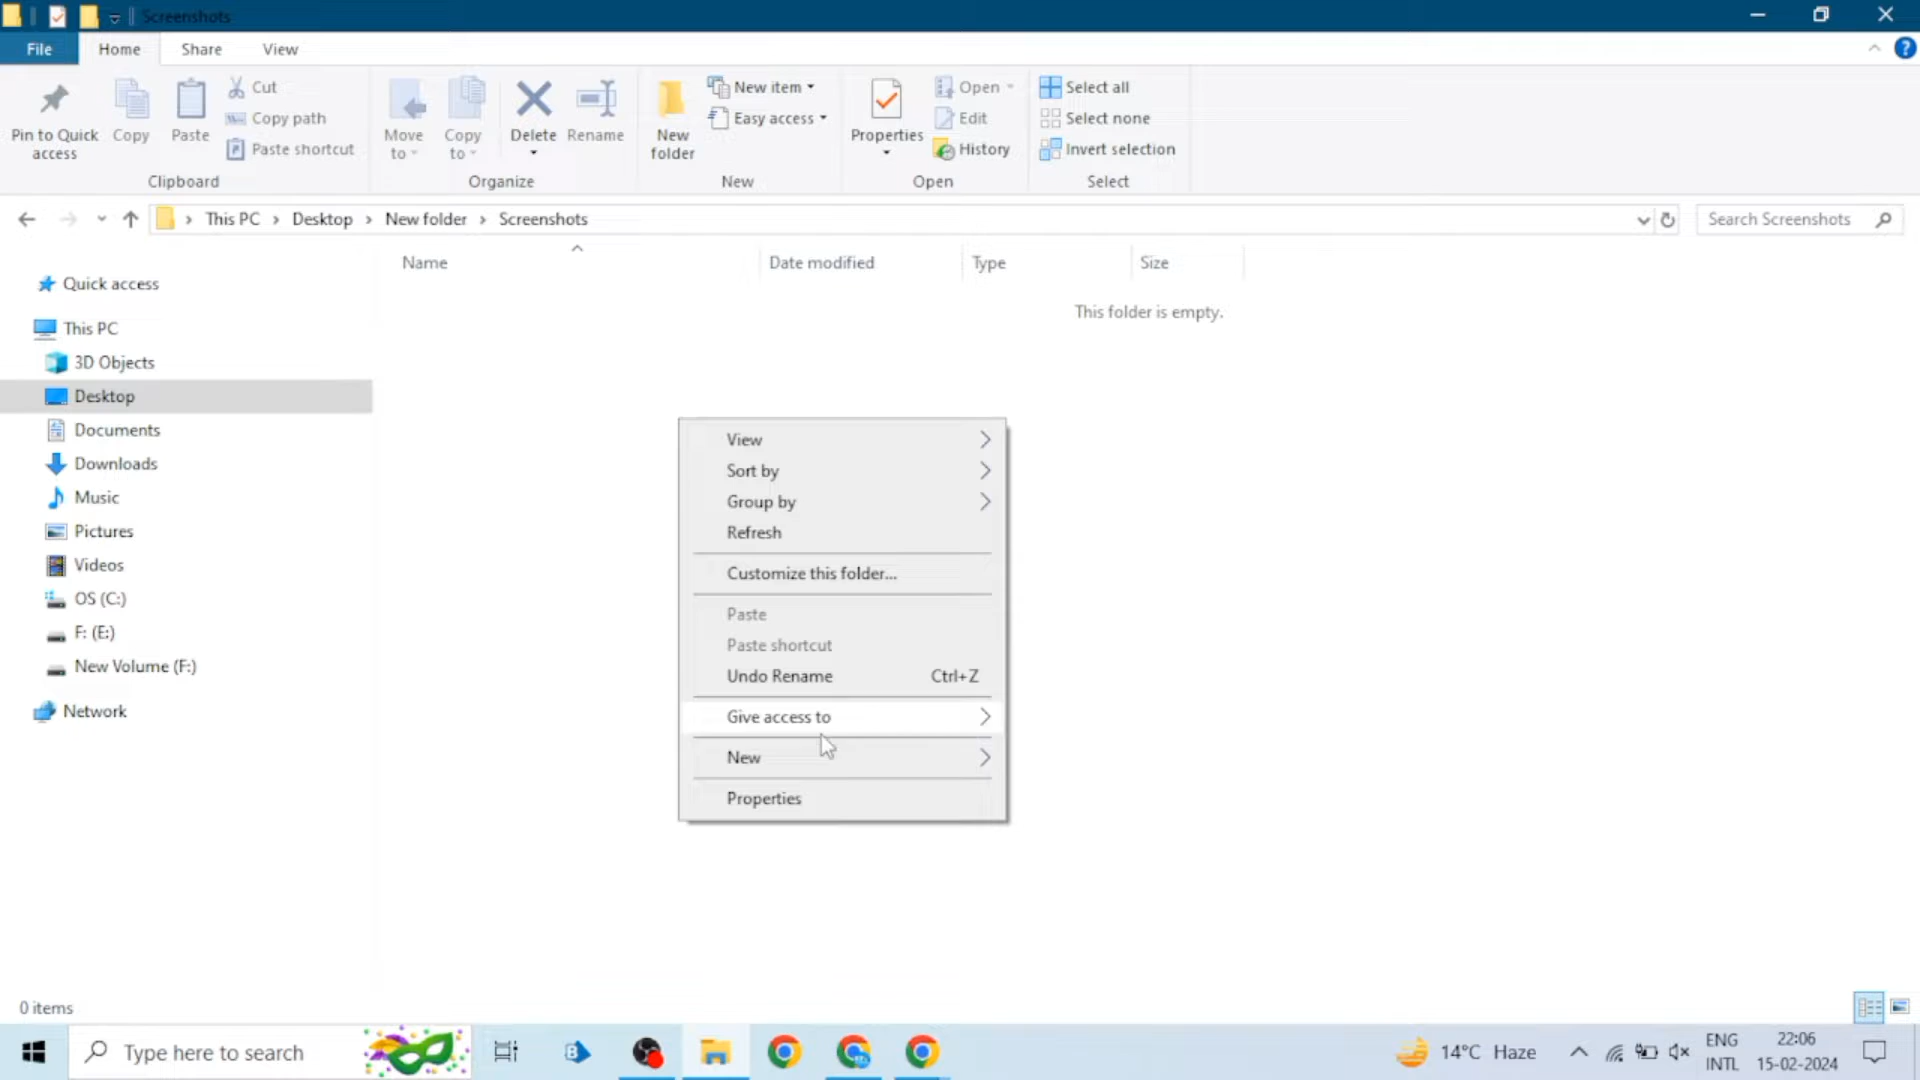 Screenshots
File Home Share View
Pin to Quick access
Copy
Paste
Cut
Copy path
Paste shortcut
Clipboard
Move to
Copy to
Delete
Rename
Organize
New folder
New item
Easy access
New
Properties
Open
Edit
History
Open
Select all
Select none
Invert selection
Select
This PC Desktop New folder Screenshots
Search Screenshots
Name Date modified Type Size
This folder is empty.
Quick access
This PC
3D Objects
Desktop
Documents
Downloads
Music
Pictures
Videos
OS (C:)
F: (E:)
New Volume (F:)
Network
View
Sort by
Group by
Refresh
Customize this folder...
Paste
Paste shortcut
Undo Rename Ctrl+Z
Give access to
New
Properties
0 items
Type here to search
14°C Haze
ENG
INTL
22:06
15-02-2024